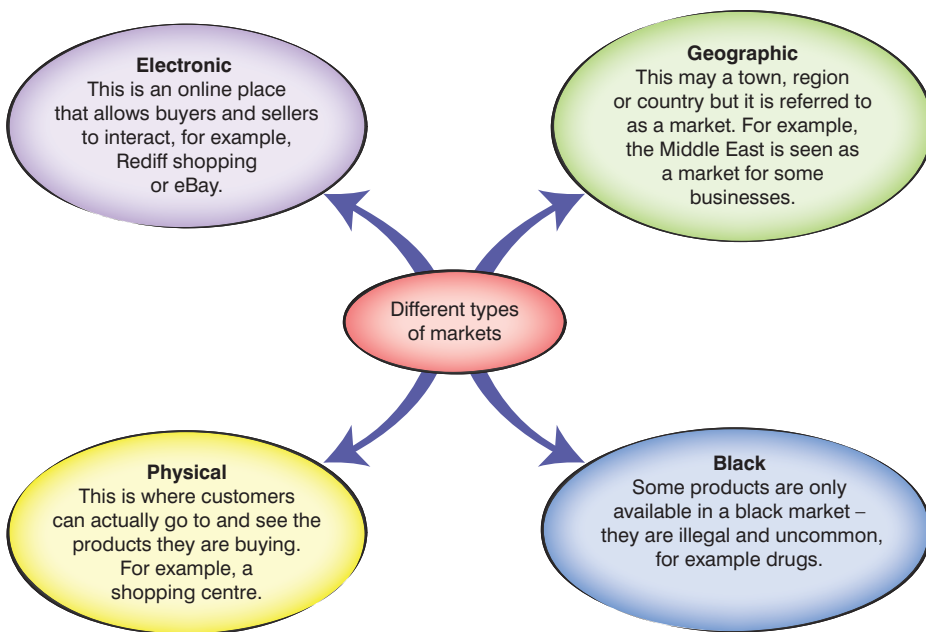 Electronic
This is an online place
that allows buyers and sellers
to interact, for example,
Rediff shopping
or eBay.
Geographic
This may a town, region
or country but it is referred to
as a market. For example,
the Middle East is seen as
a market for some
businesses.
Different types
of markets
Physical
This is where customers
can actually go to and see the
products they are buying.
For example, a
shopping centre.
Black
Some products are only
available in a black market –
they are illegal and uncommon,
for example drugs.